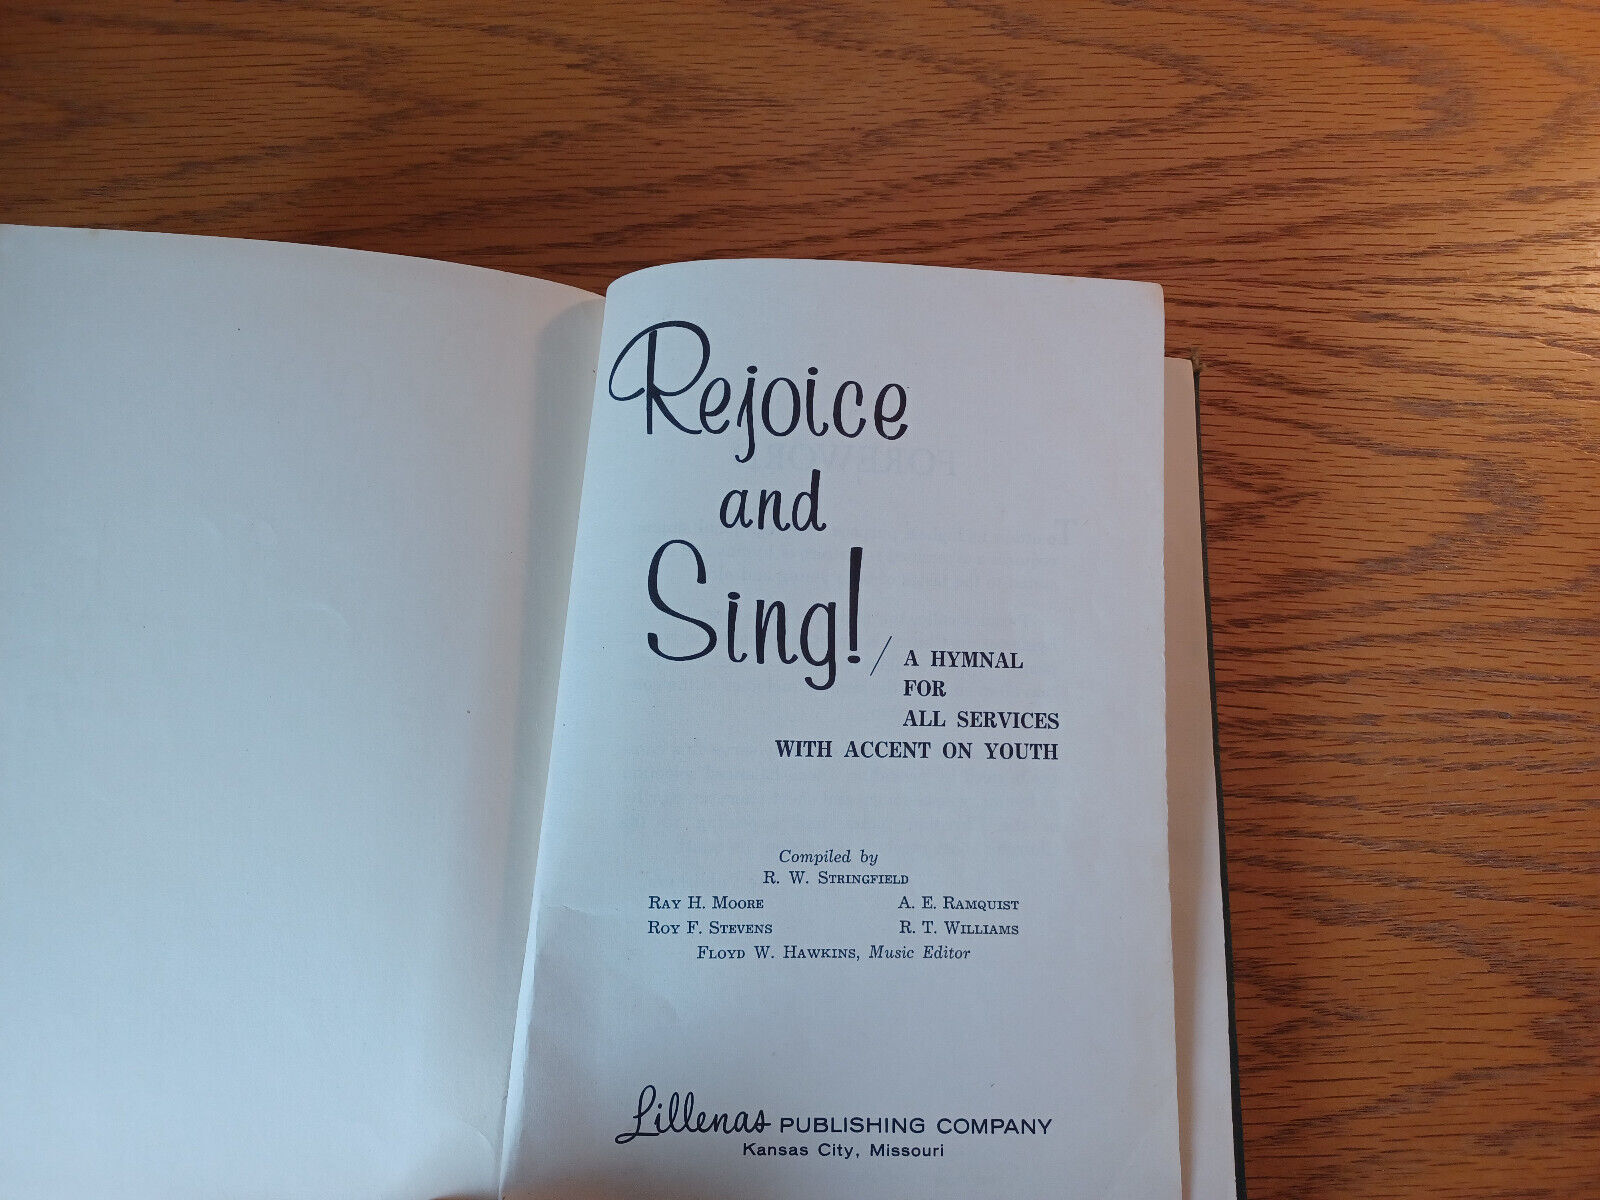 Rejoice
and
Sing! / A HYMNAL
FOR
ALL SERVICES
WITH ACCENT ON YOUTH
Compiled by
R. W. STRINGFIELD
RAY H. MOORE A. E. RAMQUIST
ROY F. STEVENS R. T. WILLIAMS
FLOYD W. HAWKINS, Music Editor
Lillenas PUBLISHING COMPANY
Kansas City, Missouri